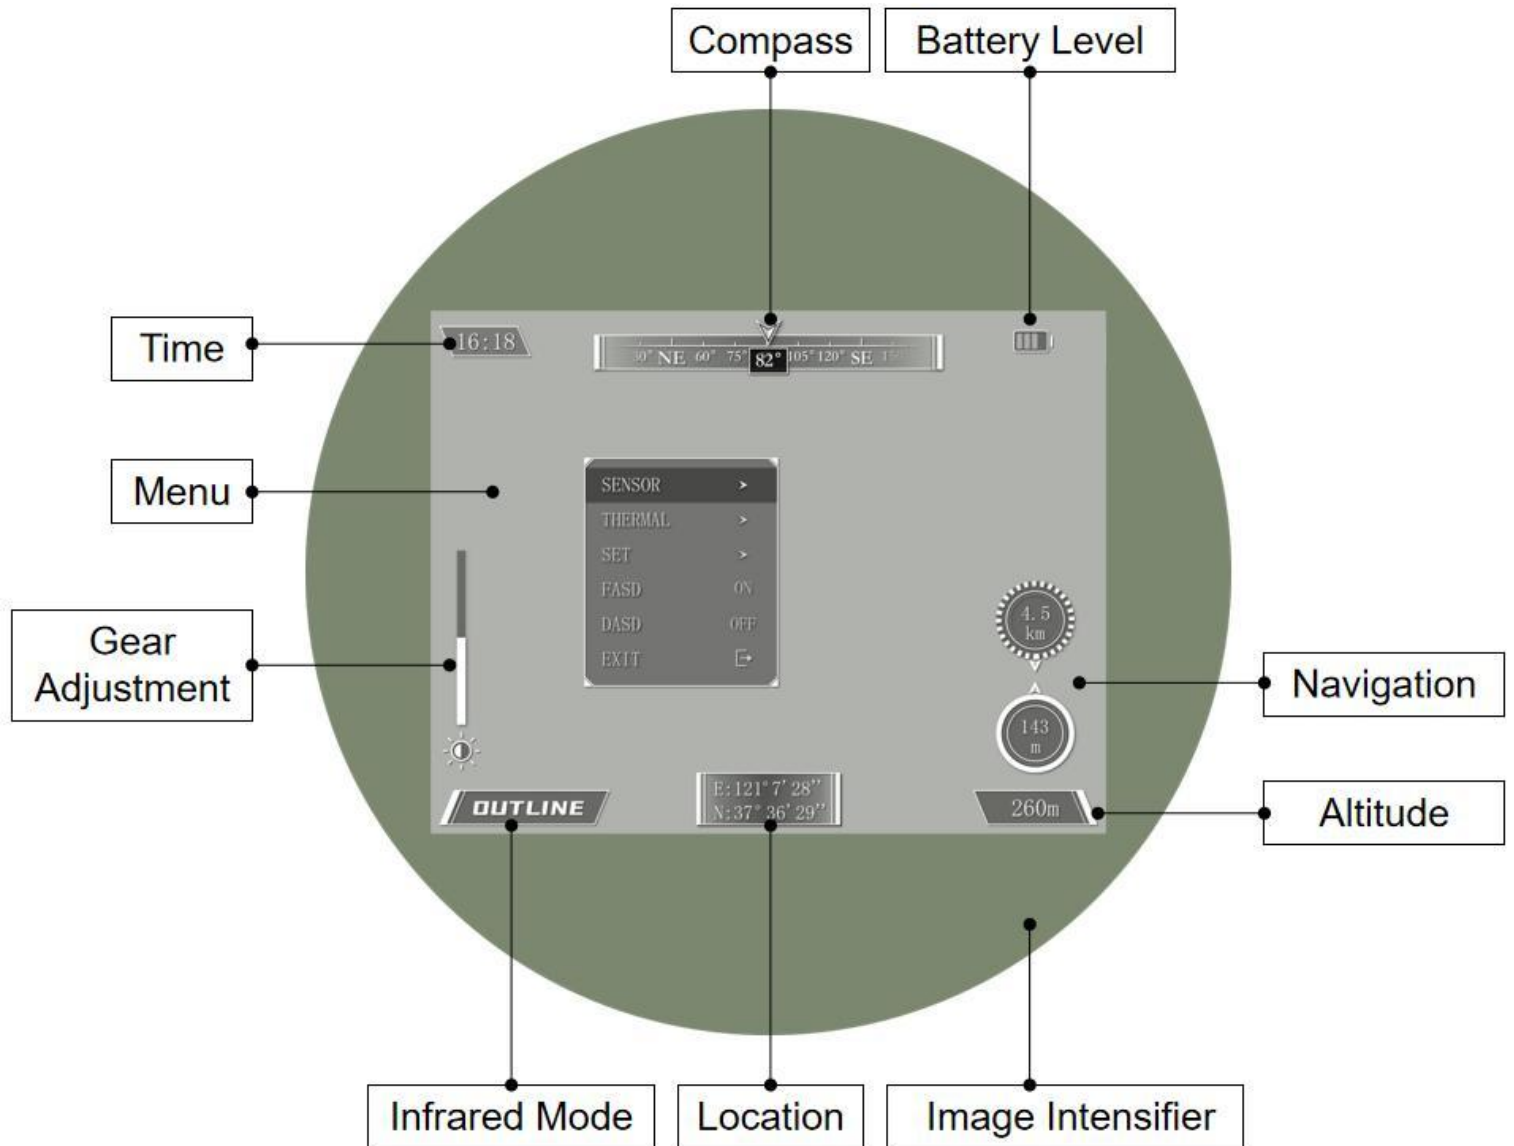 Compass
Battery Level
Time
16:18
30° NE 60° 75° 82° 105° 120° SE
Menu
SENSOR >
THERMAL >
SET >
FASD ON
DASD OFF
EXIT
Gear
Adjustment
4.5
km
Navigation
143
m
E:121°7'28''
N:37°36'29''
OUTLINE
260m
Altitude
Infrared Mode
Location
Image Intensifier